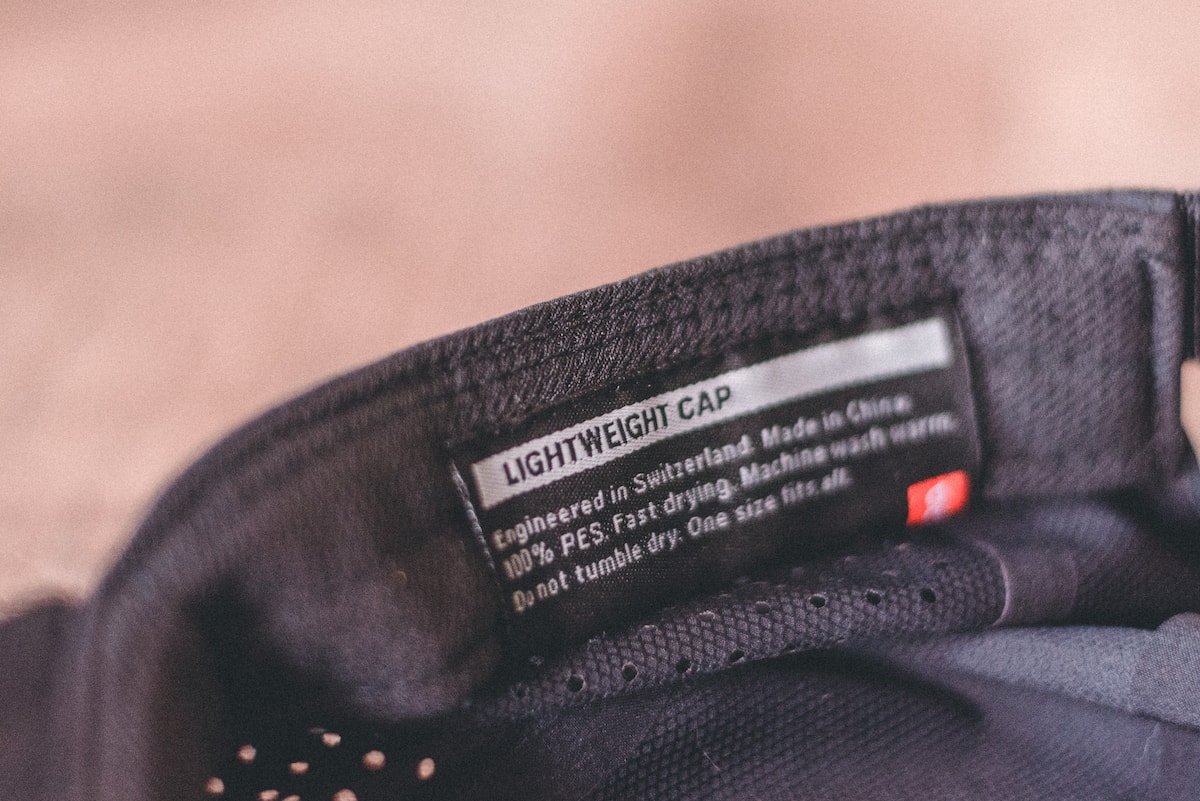 LIGHTWEIGHT CAP
Engineered in Switzerland. Made in China.
100% PES. Fast drying. Machine wash warm.
Do not tumble dry. One size fits all.